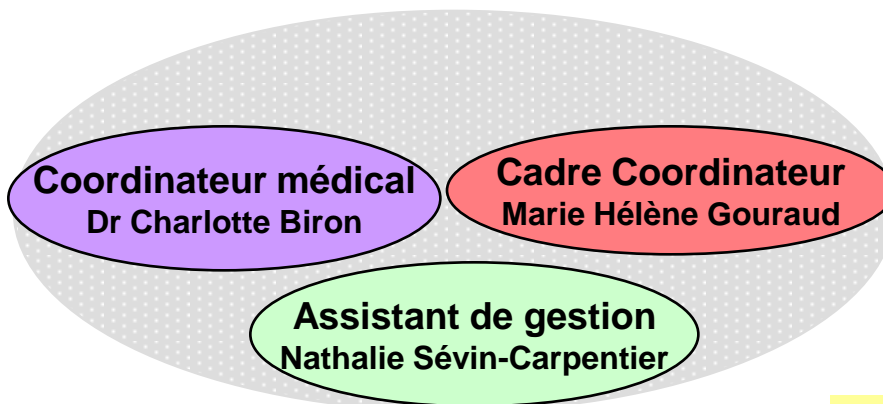 Coordinateur médical
Dr Charlotte Biron
Cadre Coordinateur
Marie Hélène Gouraud
Assistant de gestion
Nathalie Sévin-Carpentier